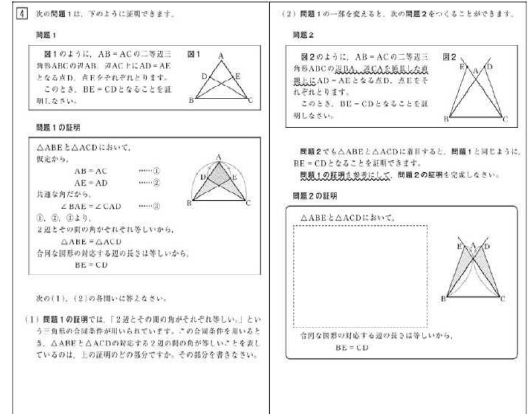 4 次の問題1は、下のように証明できます。
問題1
図1のように、AB=ACの二等辺三
角形ABCの辺AB、辺AC上にAD=AE
となる点D、点Eをそれぞれとります。
このとき、BE=CDとなることを証
明しなさい。
図1
A
D E
B C
問題1の証明
△ABEと△ACDにおいて、
仮定から、
AB=AC ……①
AE=AD ……②
共通な角だから、
∠BAE=∠CAD ……③
①、②、③より、
2辺とその間の角がそれぞれ等しいから、
△ABE≡△ACD
合同な図形の対応する辺の長さは等しいから、
BE=CD
A
D E
B C
次の(1)、(2)の各問いに答えなさい。
(1) 問題1の証明では、「2辺とその間の角がそれぞれ等しい。」とい
う三角形の合同条件が用いられています。この合同条件を用いると
き、△ABEと△ACDの対応する2辺の間の角が等しいことを表し
ているのは、上の証明のどの部分ですか。その部分を書きなさい。
(2) 問題1の一部を変えると、次の問題2をつくることができます。
問題2
図2のように、AB=ACの二等辺三
角形ABCの辺BA、辺CAを延長した直
線上にAD=AEとなる点D、点Eをそ
れぞれとります。
このとき、BE=CDとなることを証
明しなさい。
図2
E A D
B C
問題2でも△ABEと△ACDに着目すると、問題1と同じように、
BE=CDとなることを証明できます。
問題1の証明を参考にして、問題2の証明を完成しなさい。
問題2の証明
△ABEと△ACDにおいて、
E A D
B C
合同な図形の対応する辺の長さは等しいから、
BE=CD